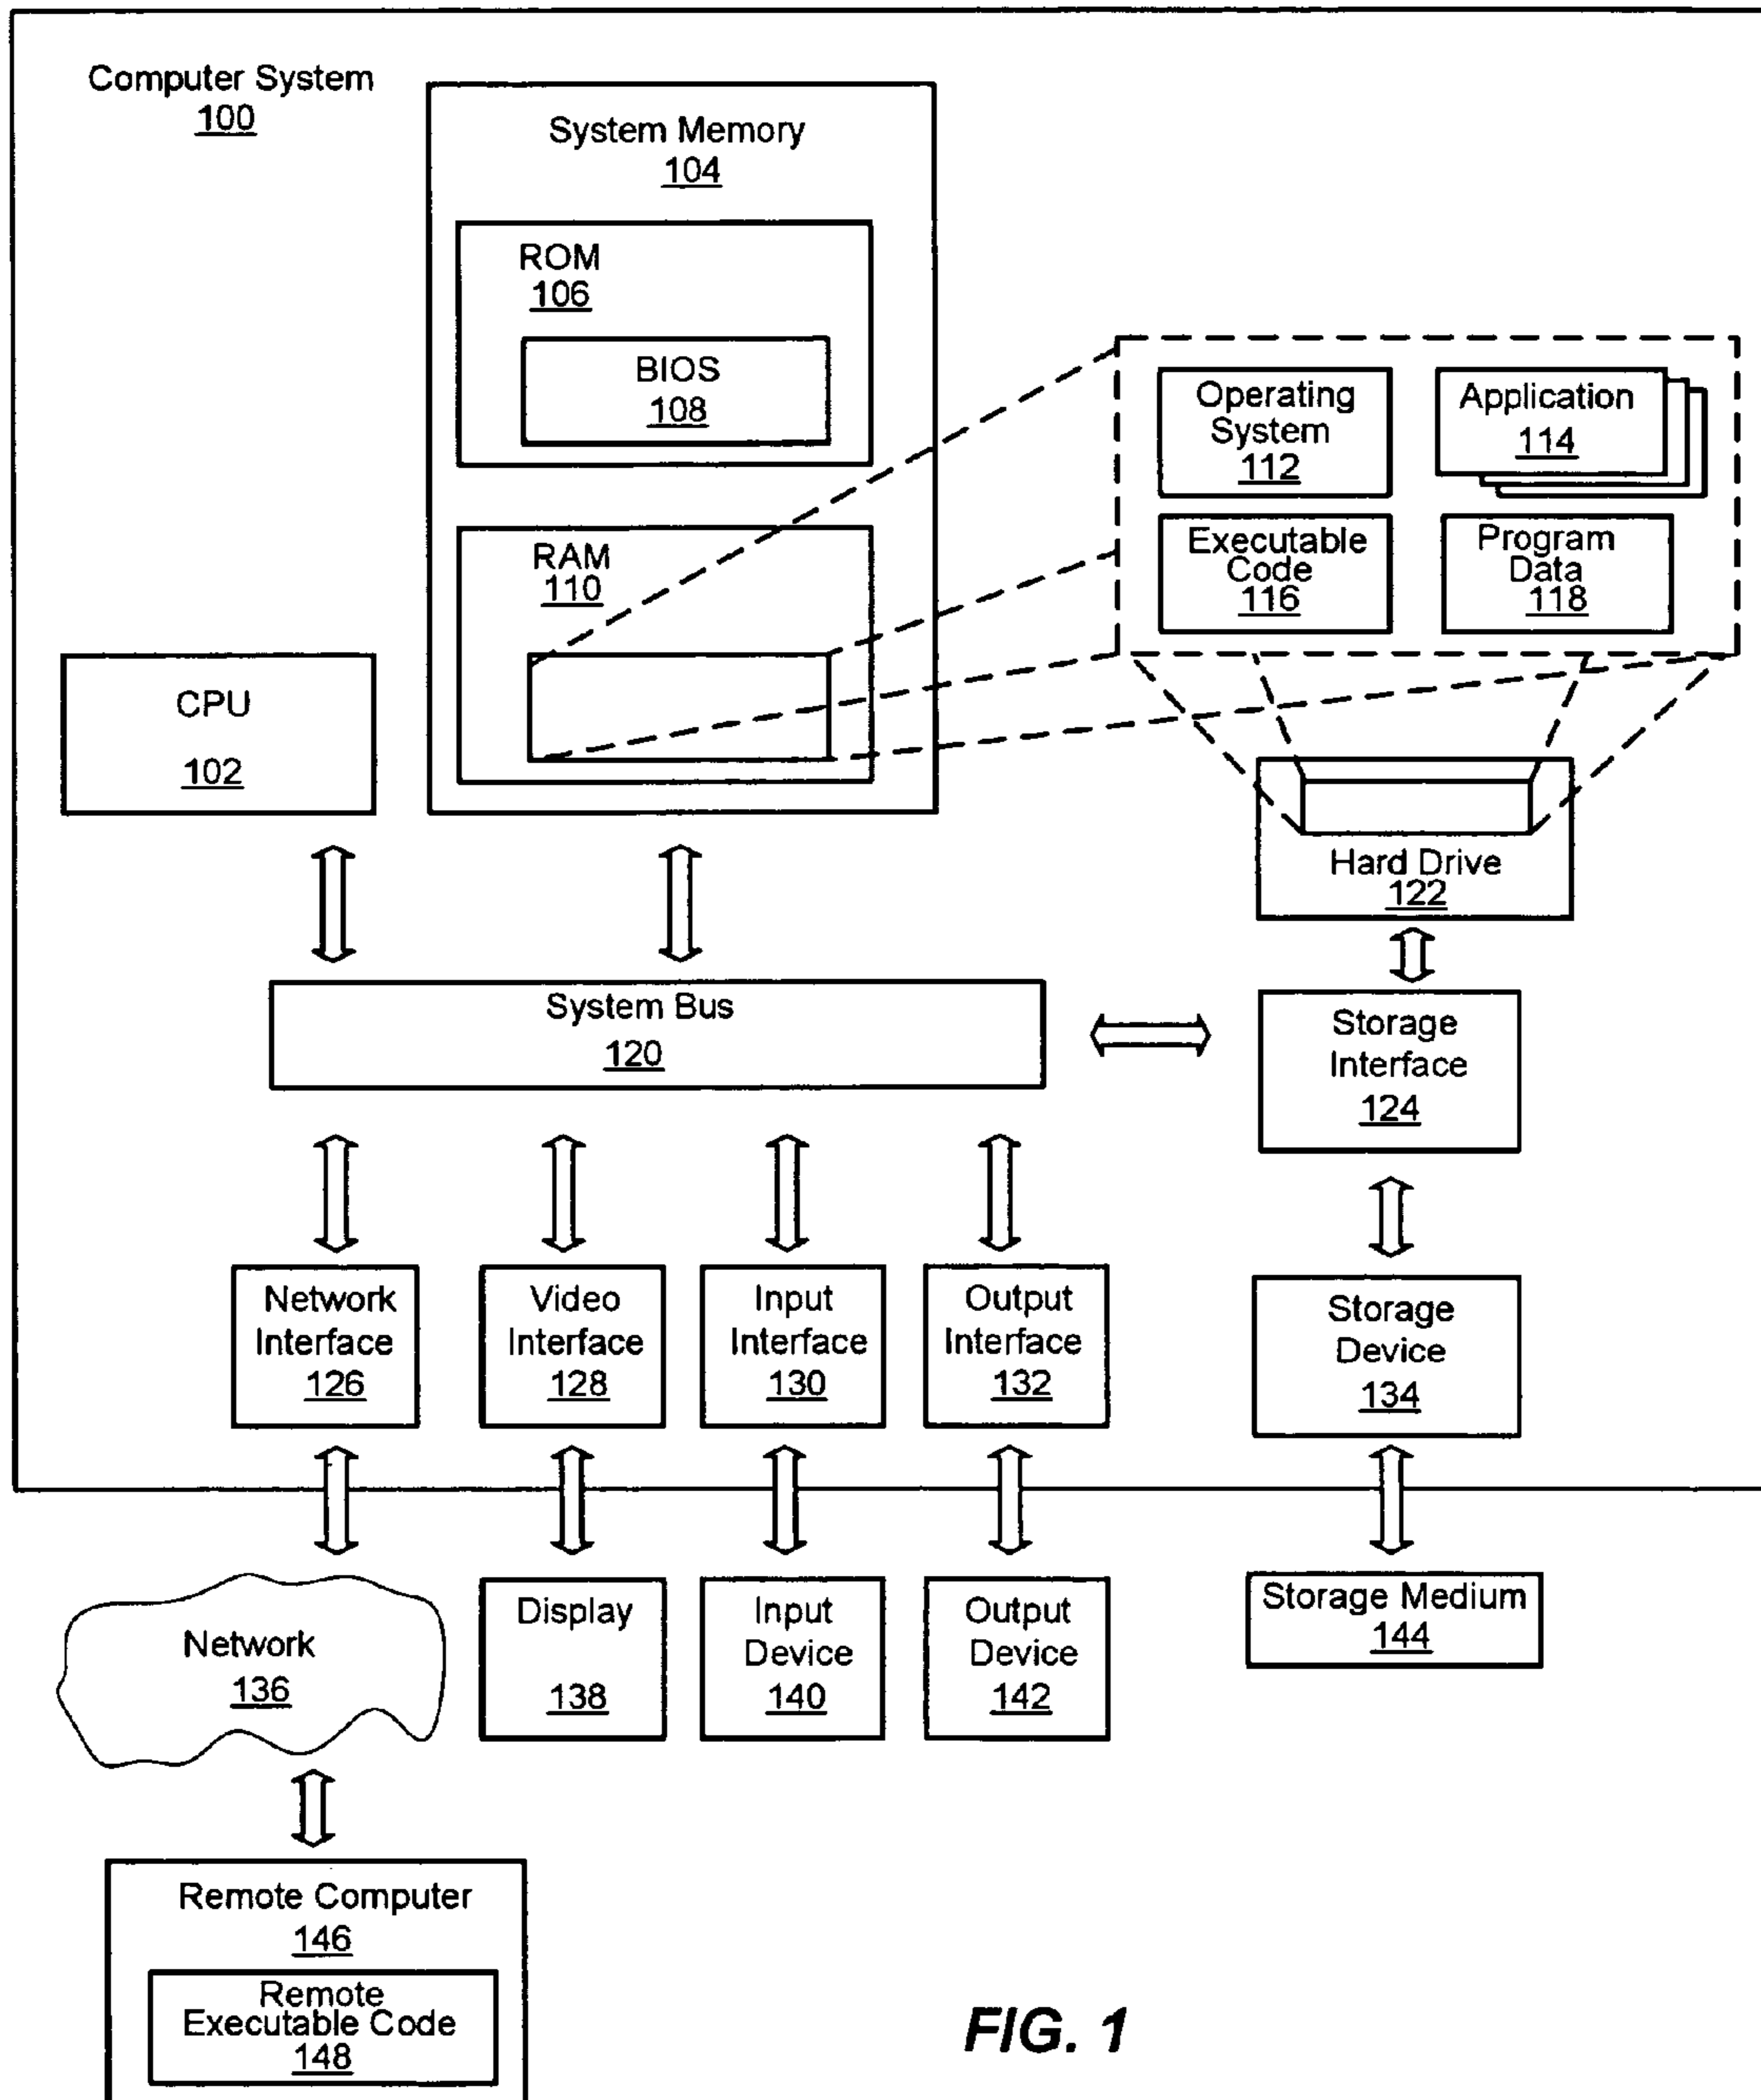 Computer System
100
System Memory
104
ROM
106
BIOS
108
RAM
110
Operating
System
112
Application
114
Executable
Code
116
Program
Data
118
CPU
102
Hard Drive
122
System Bus
120
Storage
Interface
124
Network
Interface
126
Video
Interface
128
Input
Interface
130
Output
Interface
132
Storage
Device
134
Network
136
Display
138
Input
Device
140
Output
Device
142
Storage Medium
144
Remote Computer
146
Remote
Executable Code
148
FIG. 1